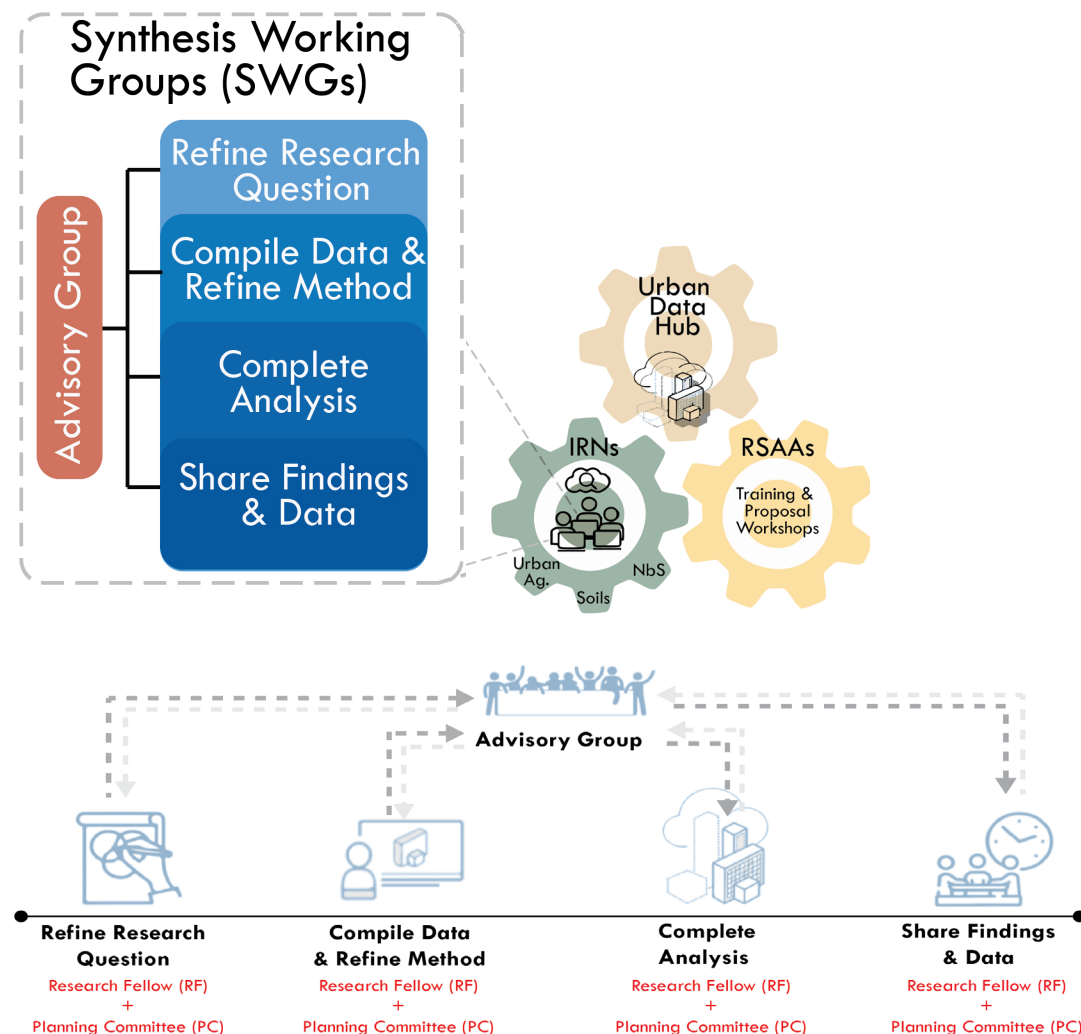 Synthesis Working
Groups (SWGs)
Advisory Group
Refine Research
Question
Compile Data &
Refine Method
Complete
Analysis
Share Findings
& Data
Urban
Data
Hub
IRNs
Urban
Ag.
Soils
NbS
RSAAs
Training &
Proposal
Workshops
Advisory Group
Refine Research
Question
Research Fellow (RF)
+
Planning Committee (PC)
Compile Data
& Refine Method
Research Fellow (RF)
+
Planning Committee (PC)
Complete
Analysis
Research Fellow (RF)
+
Planning Committee (PC)
Share Findings
& Data
Research Fellow (RF)
+
Planning Committee (PC)